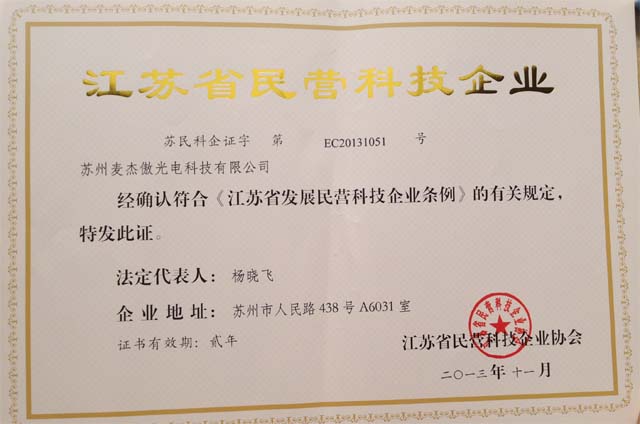 江苏省民营科技企业
苏民科企证字 第 EC20131051 号
苏州麦杰傲光电科技有限公司
经确认符合《江苏省发展民营科技企业条例》的有关规定，
特发此证。
法定代表人：杨晓飞
企业地址：苏州市人民路438号A6031室
证书有效期：贰年
江苏省民营科技企业协会
二〇一三年十一月